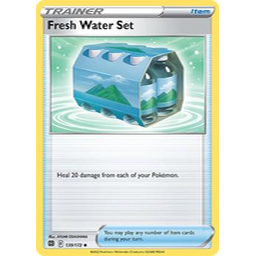 TRAINER Item
Fresh Water Set
Heal 20 damage from each of your Pokémon.
You may play any number of Item cards
during your turn.
129/172